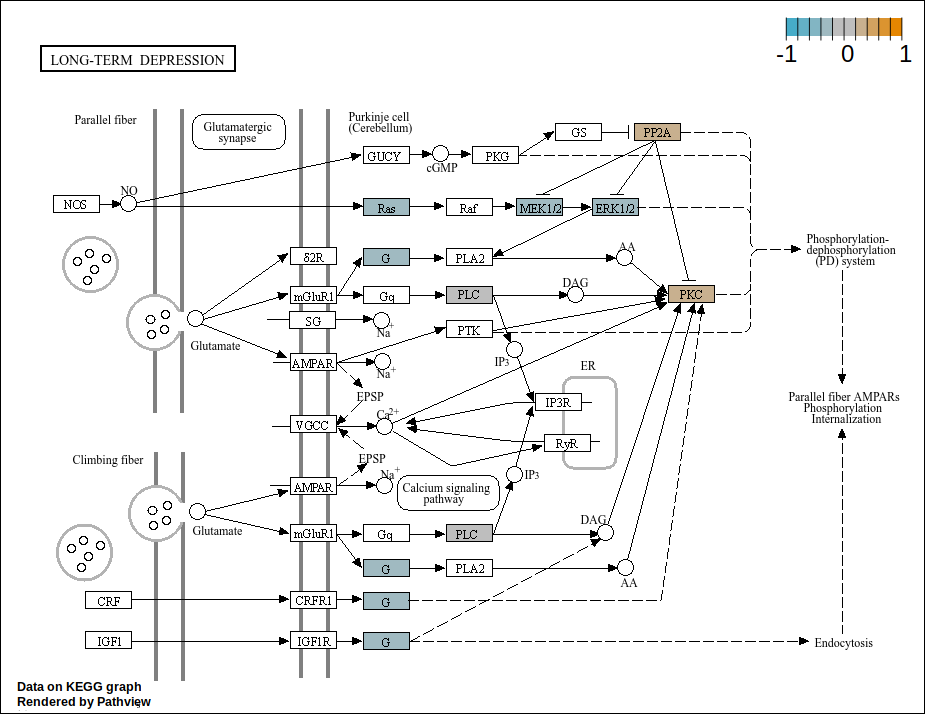 -1 0 1
LONG-TERM DEPRESSION
Parallel fiber
Glutamatergic
synapse
Purkinje cell
(Cerebellum)
GS
PP2A
GUCY
cGMP
PKG
NO
NOS
Ras
Raf
MEK1/2
ERK1/2
δ2R
G
PLA2
AA
Phosphorylation-
dephosphorylation
(PD) system
mGluR1
Gq
PLC
DAG
PKC
SG
Na+
PTK
Glutamate
AMPAR
Na+
IP3
ER
EPSP
IP3R
Parallel fiber AMPARs
Phosphorylation
Internalization
Ca2+
VGCC
RyR
Climbing fiber
EPSP
Na+
IP3
AMPAR
Calcium signaling
pathway
Glutamate
mGluR1
Gq
PLC
DAG
G
PLA2
AA
CRF
CRFR1
G
IGF1
IGF1R
G
Endocytosis
Data on KEGG graph
Rendered by Pathview